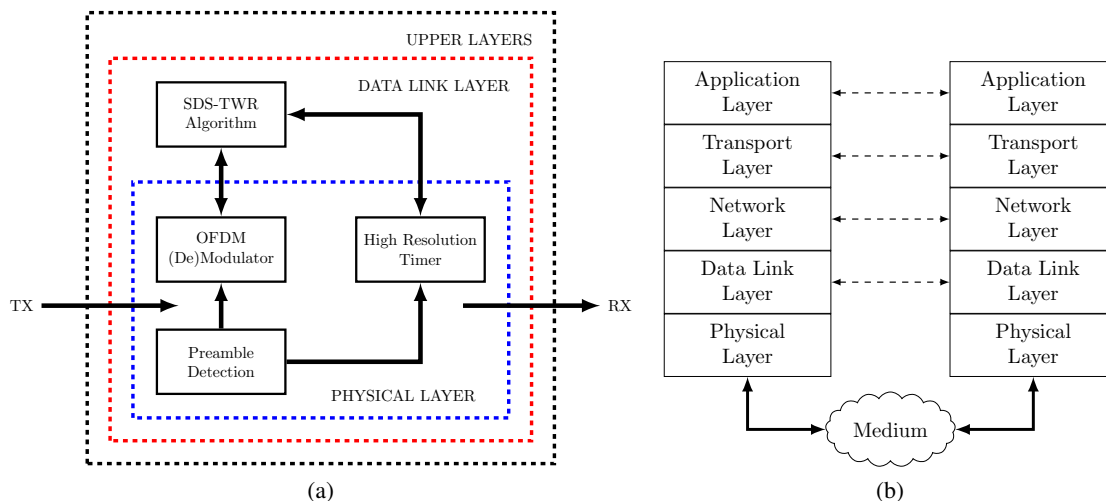 UPPER LAYERS
DATA LINK LAYER
SDS-TWR
Algorithm
OFDM
(De)Modulator
High Resolution
Timer
TX
RX
Preamble
Detection
PHYSICAL LAYER
(a)
Application
Layer
Transport
Layer
Network
Layer
Data Link
Layer
Physical
Layer
Application
Layer
Transport
Layer
Network
Layer
Data Link
Layer
Physical
Layer
Medium
(b)